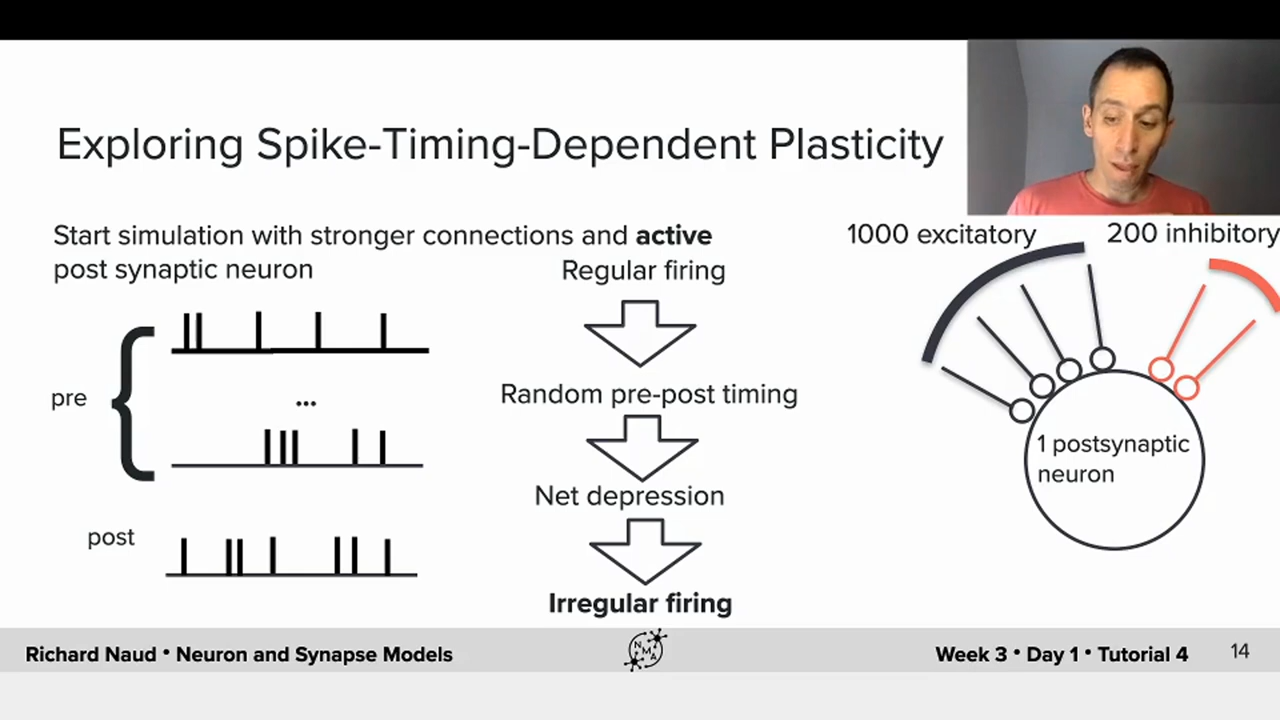 Exploring Spike-Timing-Dependent Plasticity
Start simulation with stronger connections and active
post synaptic neuron
Regular firing
Random pre-post timing
Net depression
Irregular firing
pre
...
post
1000 excitatory
200 inhibitory
1 postsynaptic
neuron
Richard Naud • Neuron and Synapse Models
NMA
Week 3 • Day 1 • Tutorial 4
14